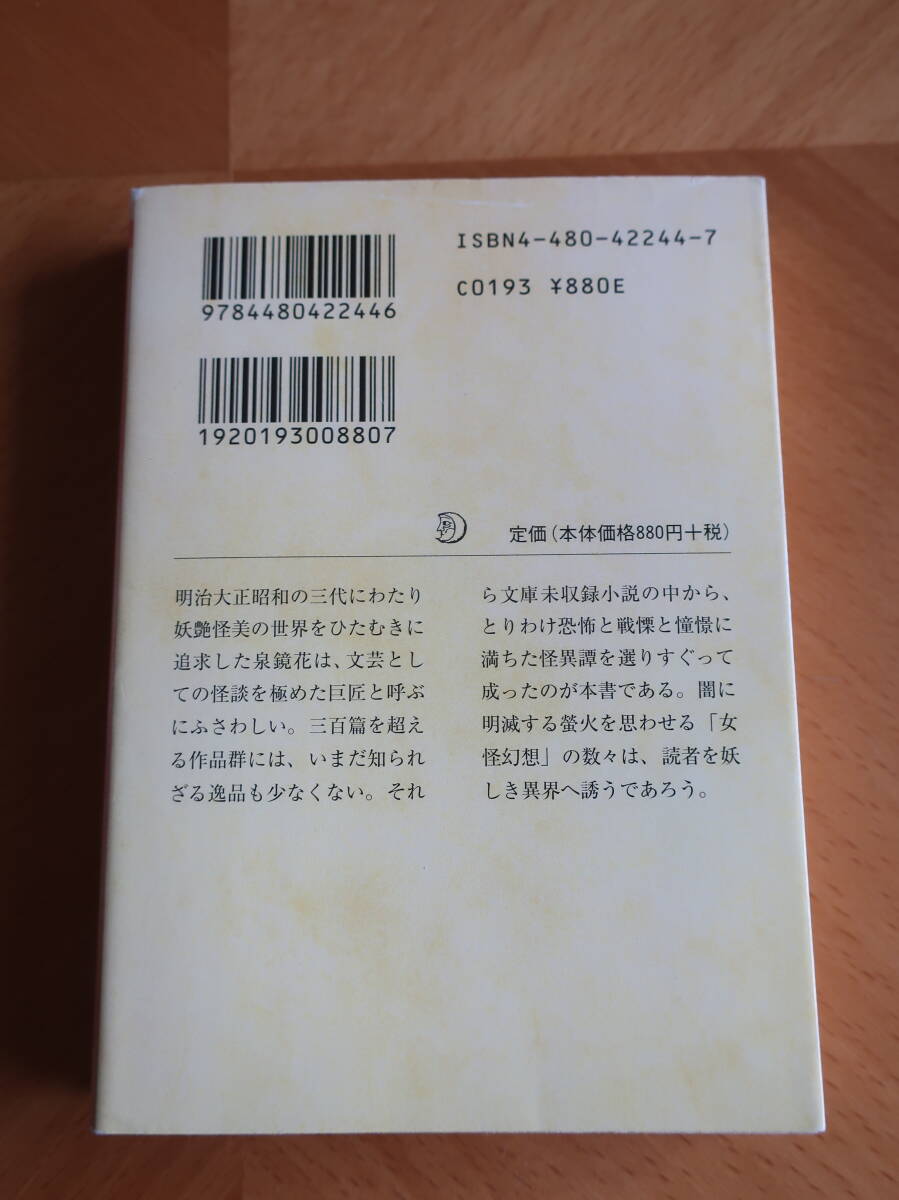 ISBN4-480-42244-7
9784480422446
C0193 ¥880E
1920193008807
定価(本体価格880円+税)
明治大正昭和の三代にわたり
妖艶怪美の世界をひたむきに
追求した泉鏡花は、文芸とし
ての怪談を極めた巨匠と呼ぶ
にふさわしい。三百篇を超え
る作品群には、いまだ知られ
ざる逸品も少なくない。それ
ら文庫未収録小説の中から、
とりわけ恐怖と戦慄と憧憬に
満ちた怪異譚を選りすぐって
成ったのが本書である。闇に
明滅する螢火を思わせる「女
怪幻想」の数々は、読者を妖
しき異界へ誘うであろう。